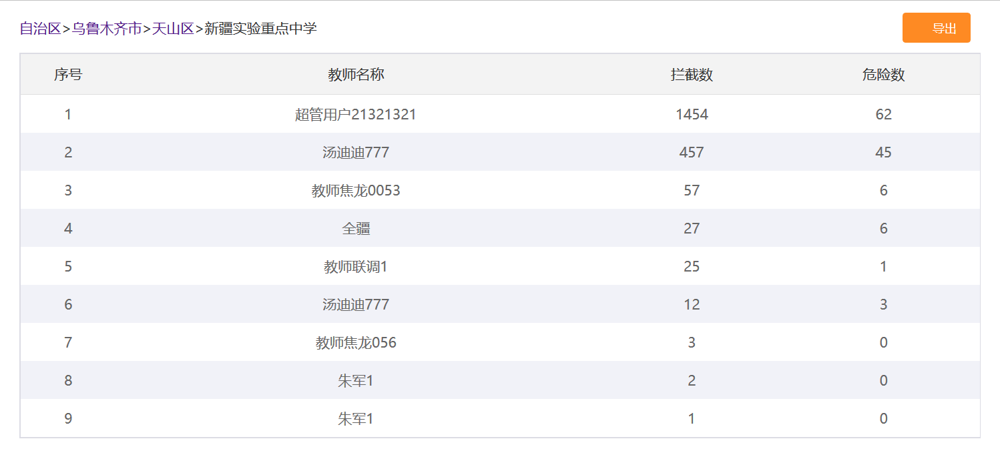 自治区>乌鲁木齐市>天山区>新疆实验重点中学 导出
序号 教师名称 拦截数 危险数
1 超管用户21321321 1454 62
2 汤迪迪777 457 45
3 教师焦龙0053 57 6
4 全疆 27 6
5 教师联调1 25 1
6 汤迪迪777 12 3
7 教师焦龙056 3 0
8 朱军1 2 0
9 朱军1 1 0